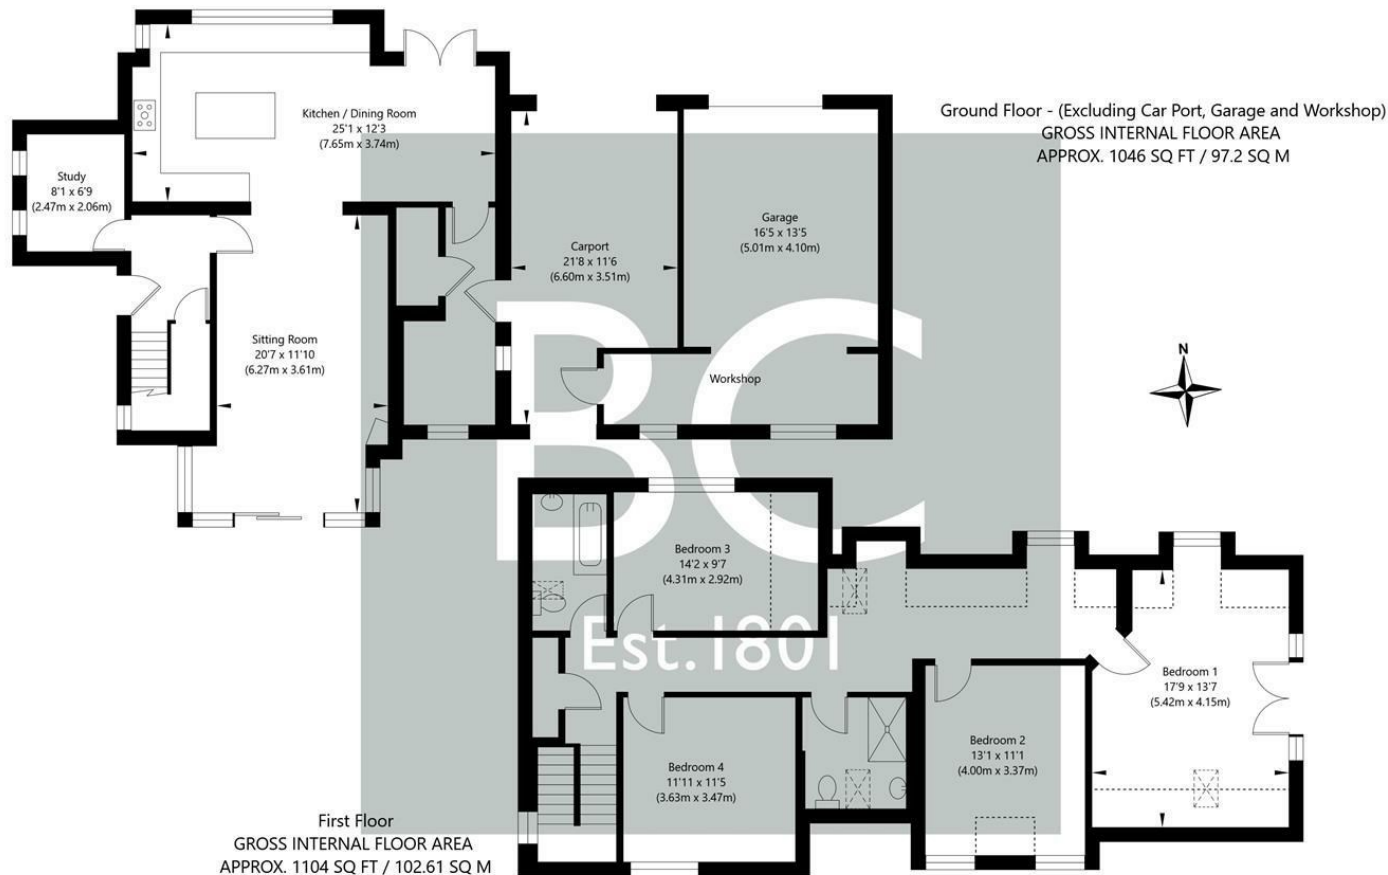 Kitchen / Dining Room
25'1 x 12'3
(7.65m x 3.74m)
Ground Floor - (Excluding Car Port, Garage and Workshop)
GROSS INTERNAL FLOOR AREA
APPROX. 1046 SQ FT / 97.2 SQ M
Study
8'1 x 6'9
(2.47m x 2.06m)
Garage
16'5 x 13'5
(5.01m x 4.10m)
Carport
21'8 x 11'6
(6.60m x 3.51m)
Sitting Room
20'7 x 11'10
(6.27m x 3.61m)
Workshop
N
BC
Est.1801
Bedroom 3
14'2 x 9'7
(4.31m x 2.92m)
Bedroom 1
17'9 x 13'7
(5.42m x 4.15m)
Bedroom 2
13'1 x 11'1
(4.00m x 3.37m)
Bedroom 4
11'11 x 11'5
(3.63m x 3.47m)
First Floor
GROSS INTERNAL FLOOR AREA
APPROX. 1104 SQ FT / 102.61 SQ M